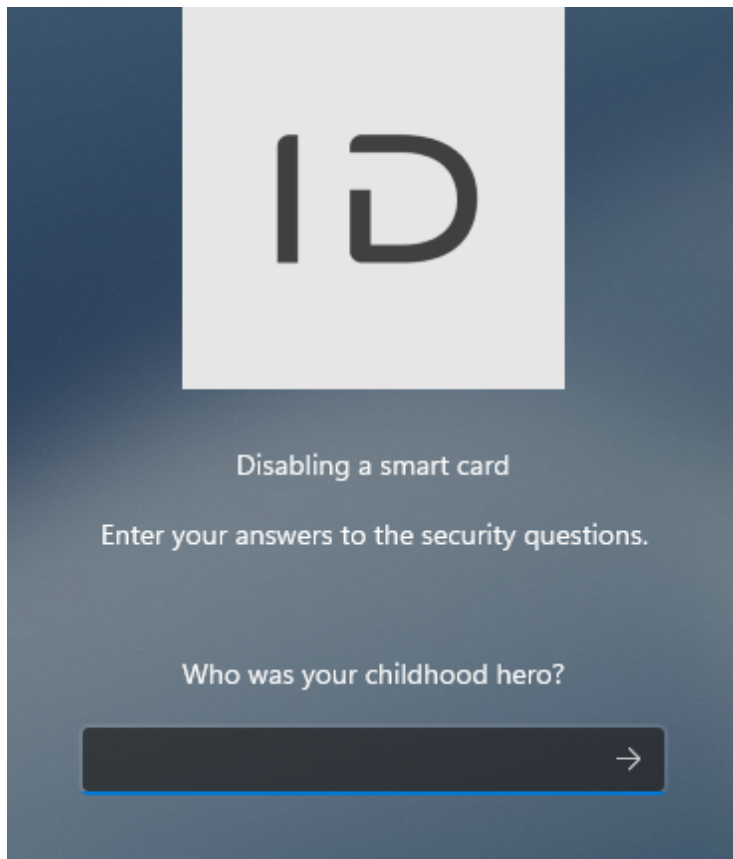 ID
Disabling a smart card
Enter your answers to the security questions.
Who was your childhood hero?